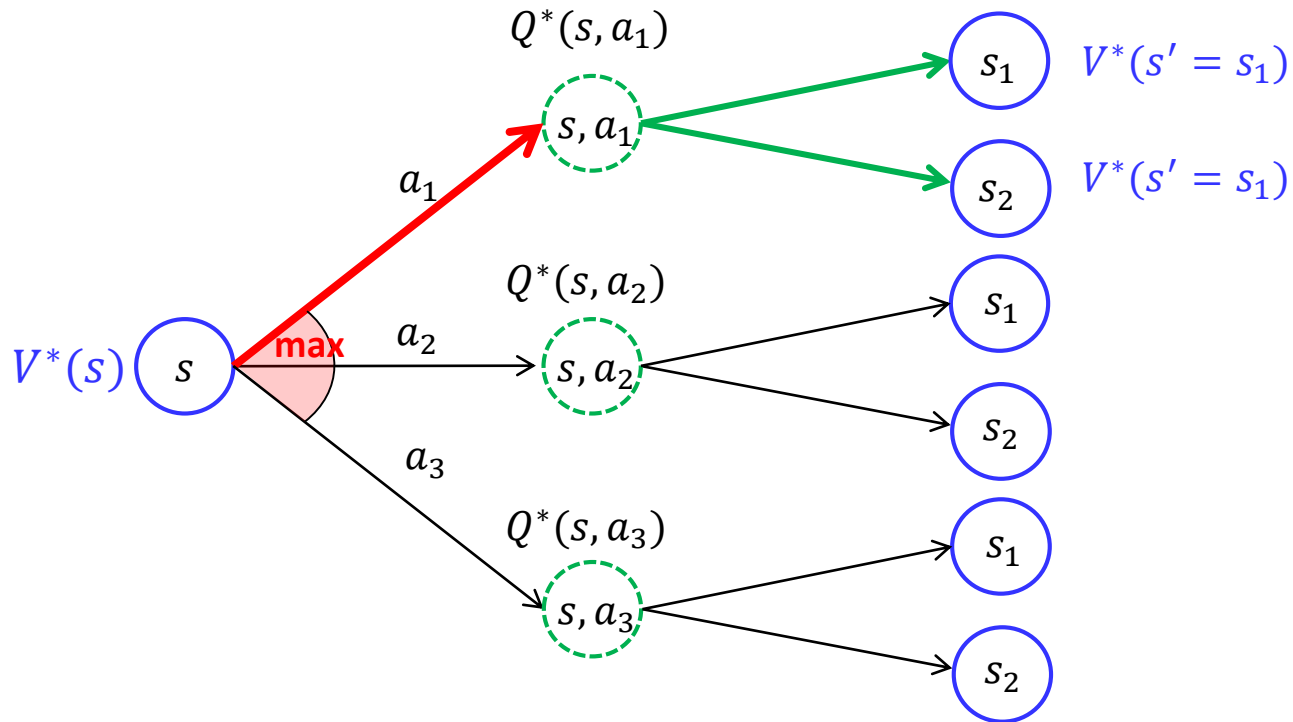 Q*(s, a₁)
s₁
V*(s′ = s₁)
s, a₁
a₁
s₂
V*(s′ = s₁)
Q*(s, a₂)
s₁
max
a₂
V*(s)
s
s, a₂
s₂
a₃
Q*(s, a₃)
s₁
s, a₃
s₂